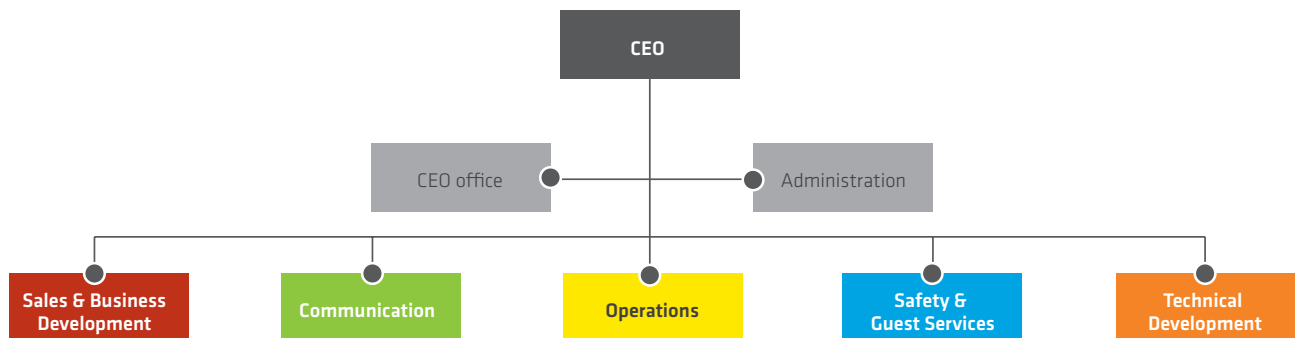 CEO
CEO office
Administration
Sales & Business
Development
Communication
Operations
Safety &
Guest Services
Technical
Development